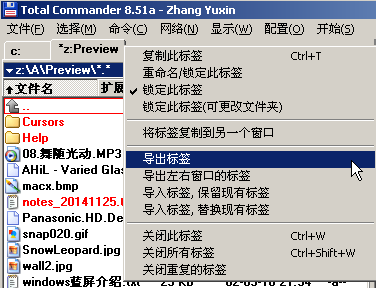 Total Commander 8.51a - Zhang Yuxin
文件(F) 选择(M) 命令(C) 网络(N) 显示(W) 配置(O) 开始(S)
c: *z:Preview
z:\A\Preview\*.*
文件名 扩展
..
Cursors
Help
08.舞随光动.MP3
AHiL - Varied Glas
macx.bmp
notes_20141125.
Panasonic.HD.De
snap020.gif
SnowLeopard.jpg
wall2.jpg
windows蓝屏介绍.txt 25 KB 02-03-16 21:34 -a--
复制此标签 Ctrl+T
重命名/锁定此标签
锁定此标签
锁定此标签(可更改文件夹)
将标签复制到另一个窗口
导出标签
导出左右窗口的标签
导入标签, 保留现有标签
导入标签, 替换现有标签
关闭此标签 Ctrl+W
关闭所有标签 Ctrl+Shift+W
关闭重复的标签